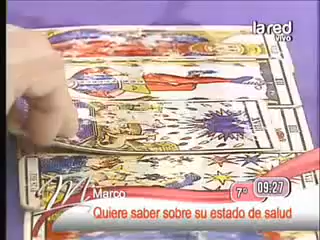 la red
vivo
Marco
7°
09:27
Quiere saber sobre su estado de salud